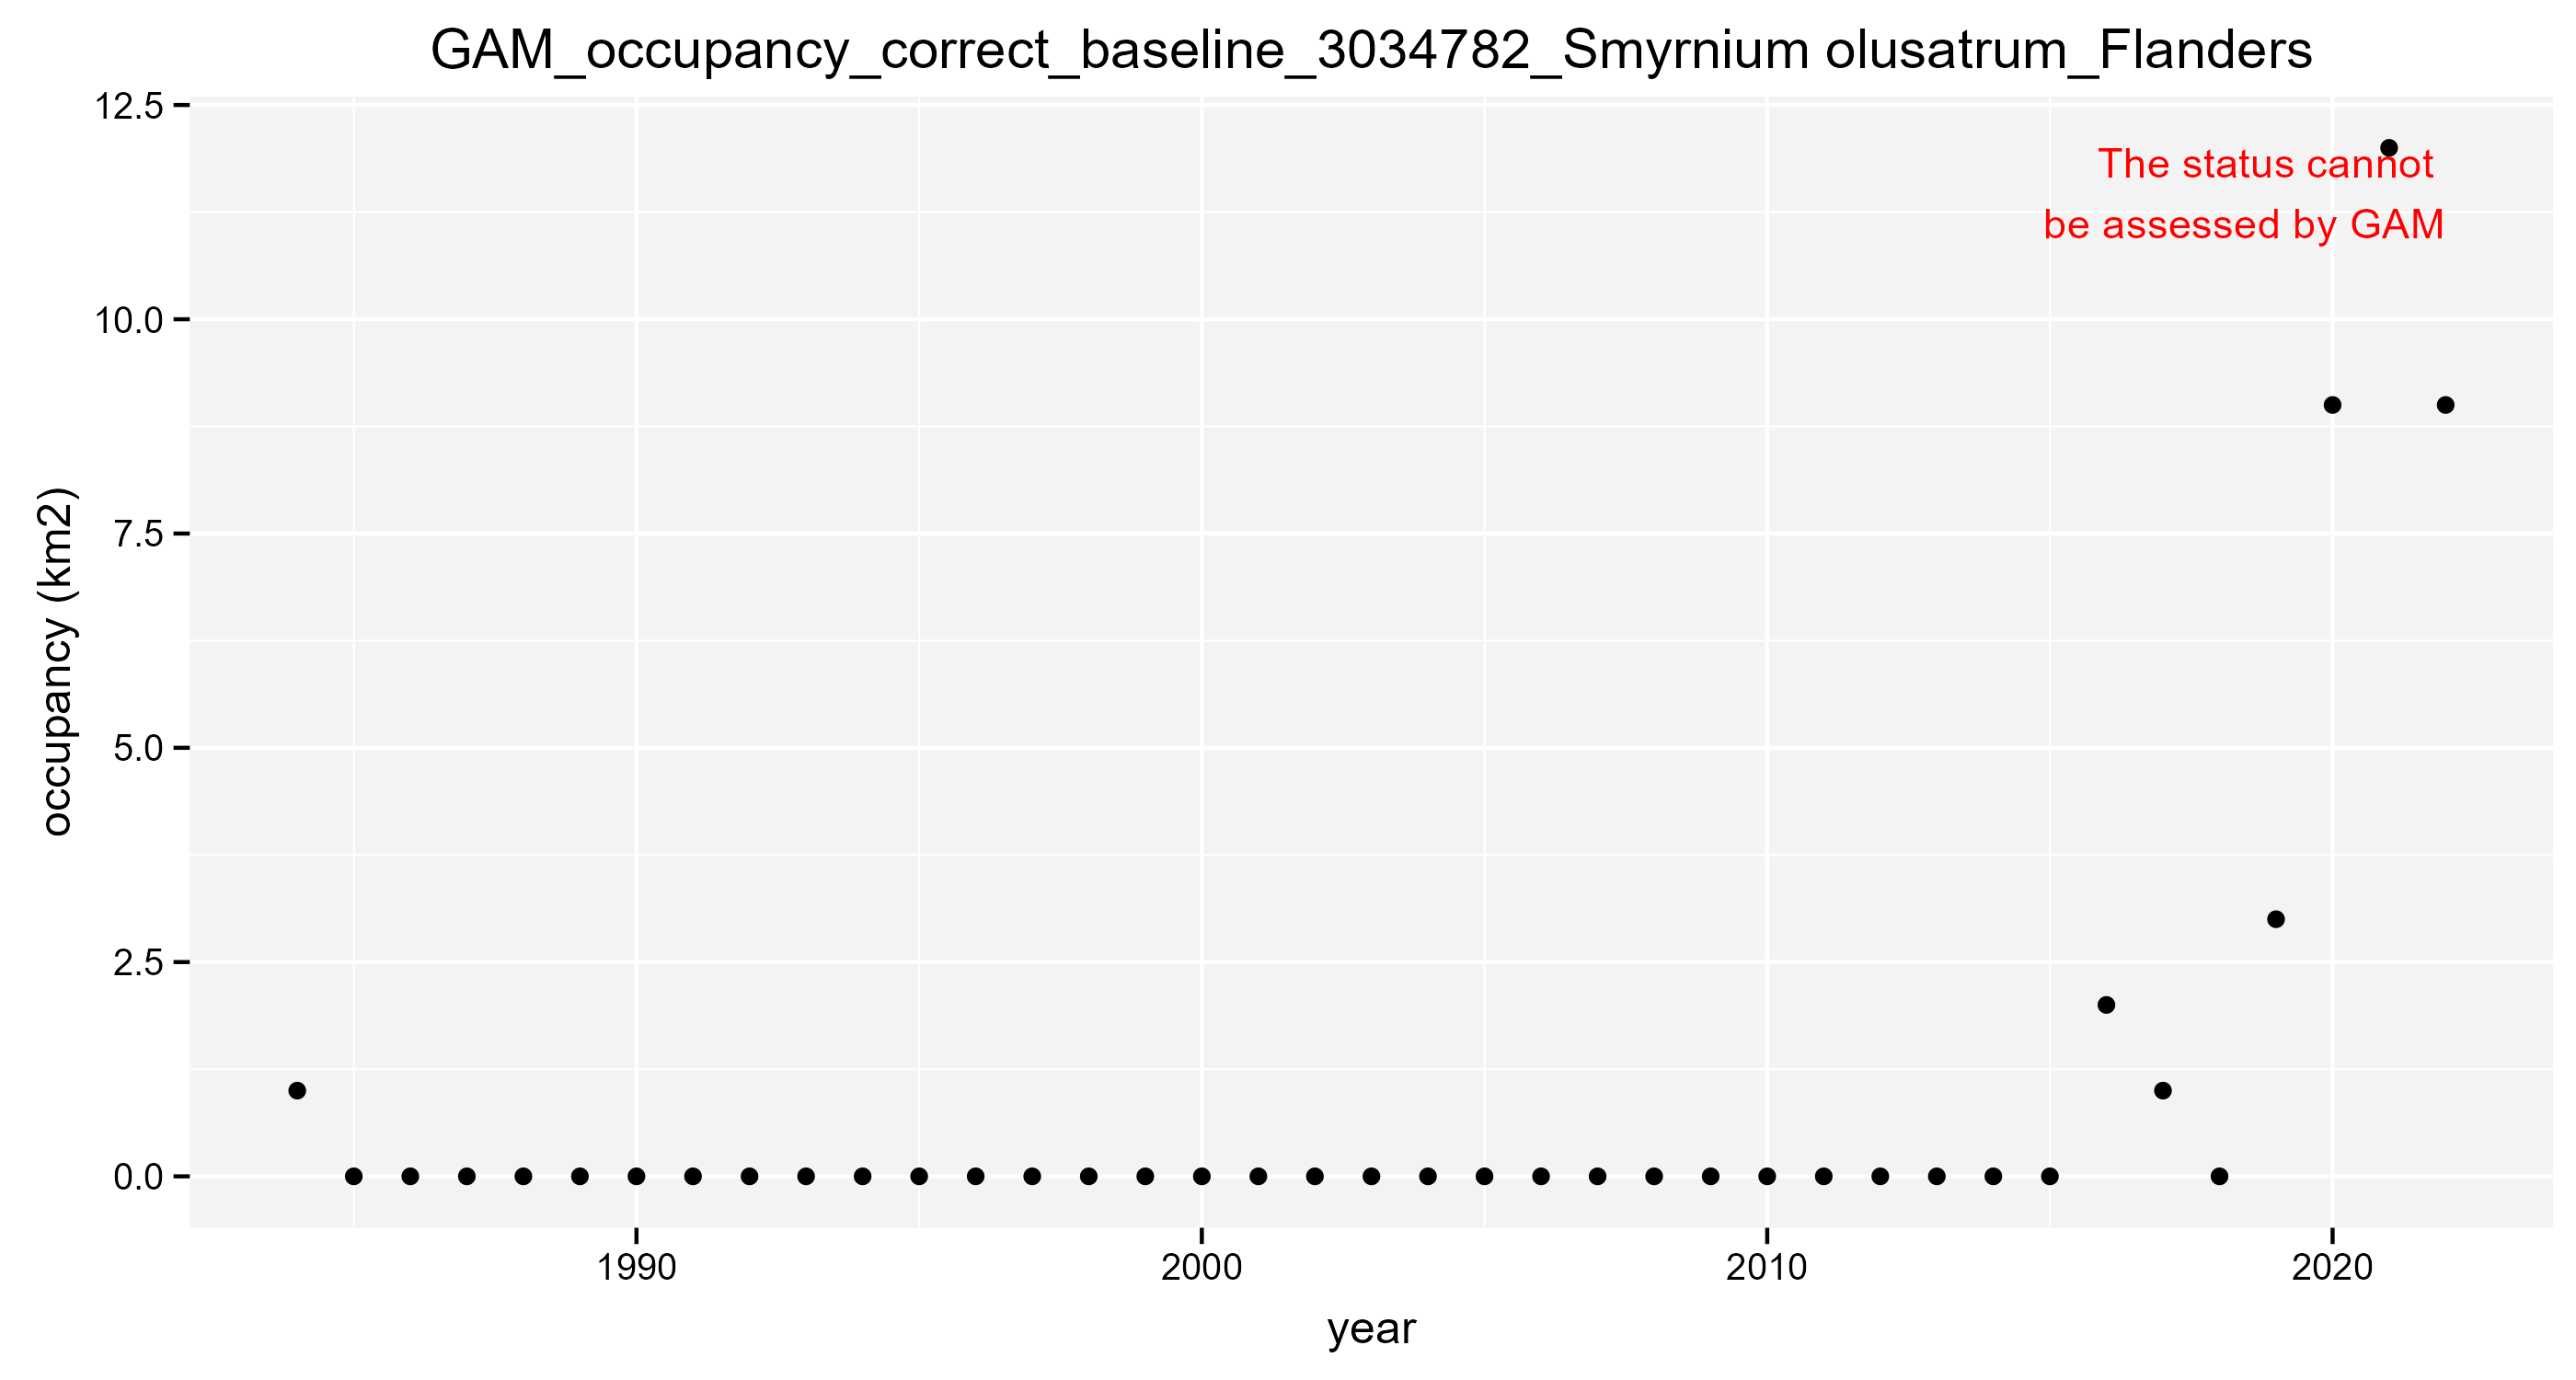 GAM_occupancy_correct_baseline_3034782_Smyrnium olusatrum_Flanders
12.5
The status cannot
be assessed by GAM
10.0
7.5
occupancy (km2)
5.0
2.5
0.0
1990 2000 2010 2020
year